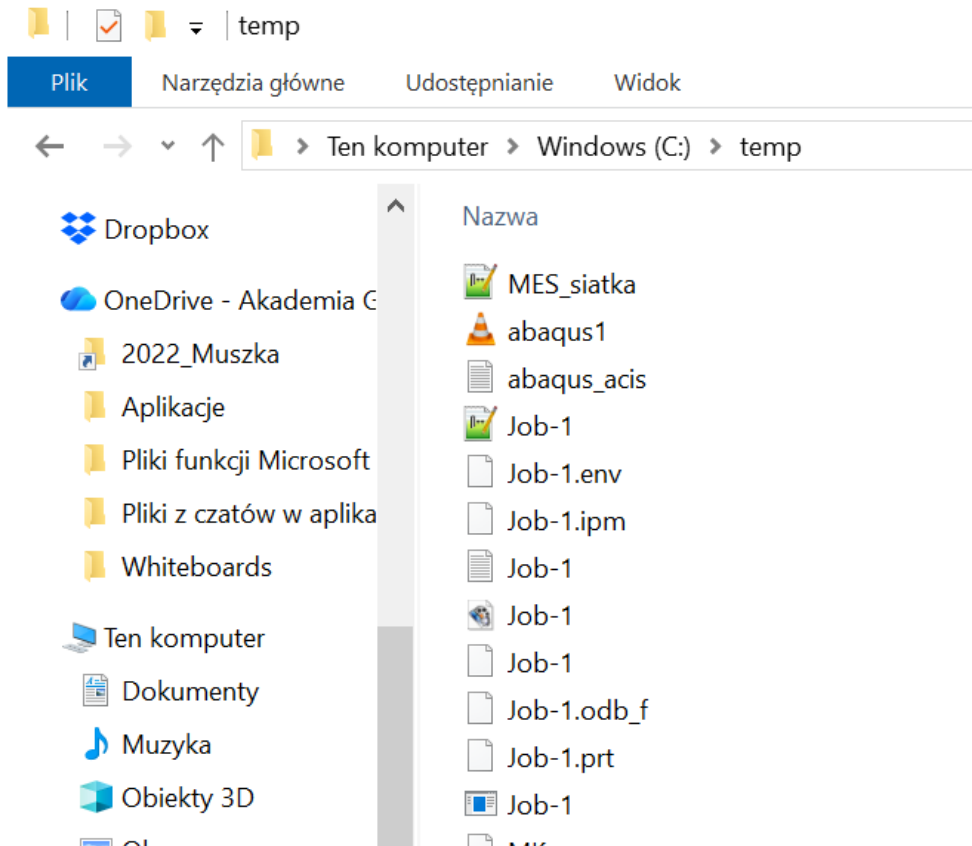 temp
Plik Narzędzia główne Udostępnianie Widok
Ten komputer > Windows (C:) > temp
Dropbox
OneDrive - Akademia G
2022_Muszka
Aplikacje
Pliki funkcji Microsoft
Pliki z czatów w aplika
Whiteboards
Ten komputer
Dokumenty
Muzyka
Obiekty 3D
Nazwa
MES_siatka
abaqus1
abaqus_acis
Job-1
Job-1.env
Job-1.ipm
Job-1
Job-1
Job-1
Job-1.odb_f
Job-1.prt
Job-1